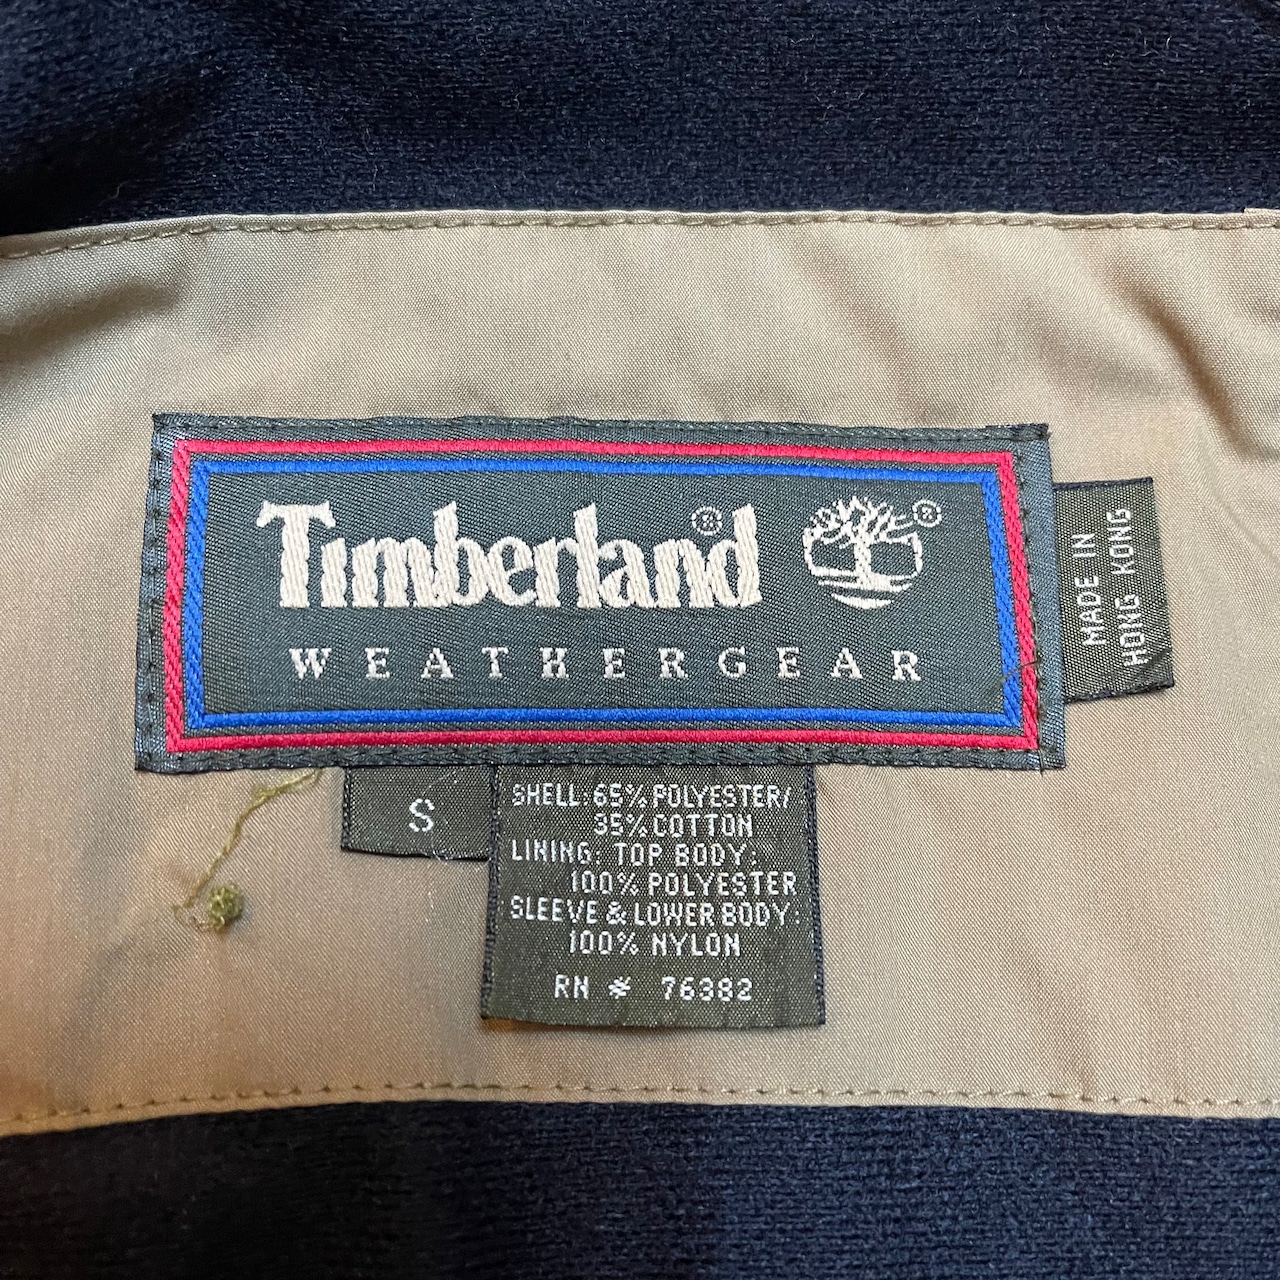 Timberland®
®
WEATHERGEAR
MADE IN
HONG KONG
S
SHELL: 65% POLYESTER/
35% COTTON
LINING: TOP BODY:
100% POLYESTER
SLEEVE & LOWER BODY:
100% NYLON
RN # 76382